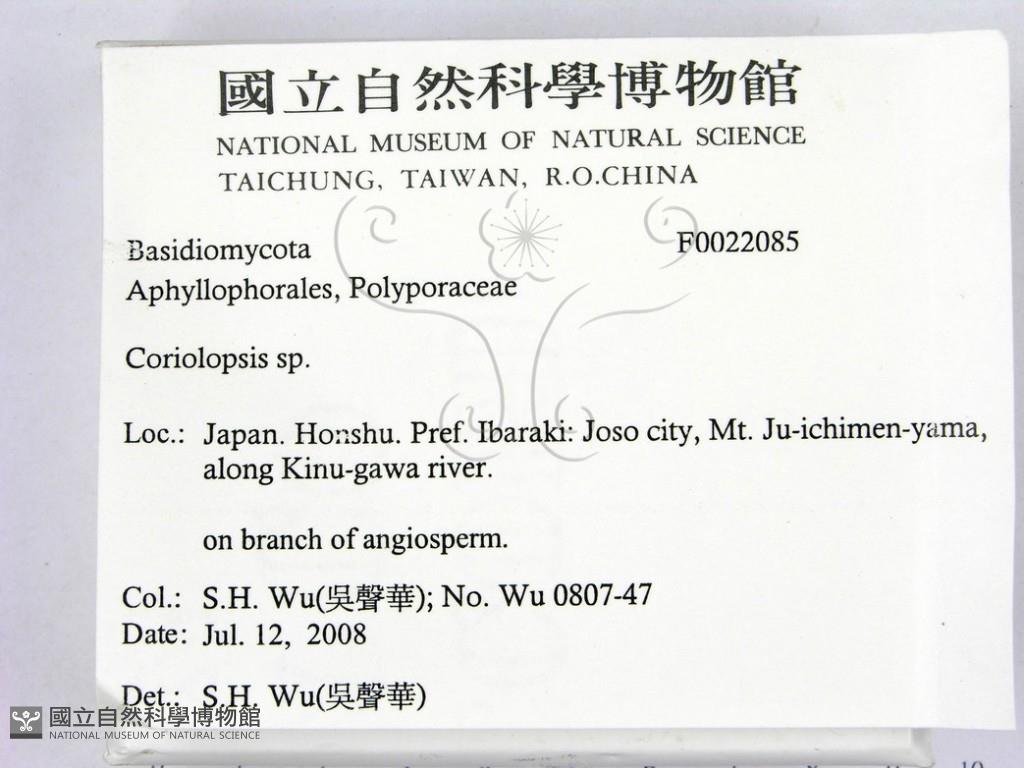 國立自然科學博物館
NATIONAL MUSEUM OF NATURAL SCIENCE
TAICHUNG, TAIWAN, R.O.CHINA
Basidiomycota F0022085
Aphyllophorales, Polyporaceae
Coriolopsis sp.
Loc.: Japan. Honshu. Pref. Ibaraki: Joso city, Mt. Ju-ichimen-yama,
along Kinu-gawa river.
on branch of angiosperm.
Col.: S.H. Wu(吳聲華); No. Wu 0807-47
Date: Jul. 12, 2008
Det.: S.H. Wu(吳聲華)
國立自然科學博物館
NATIONAL MUSEUM OF NATURAL SCIENCE